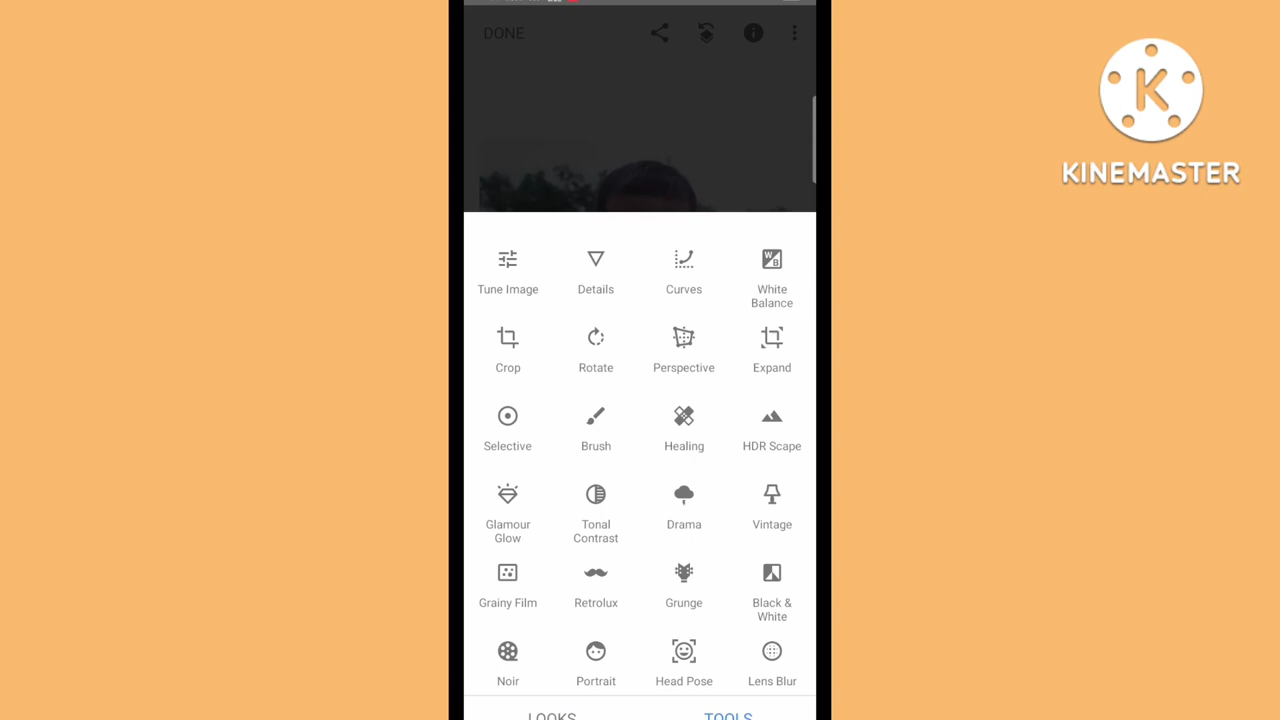 DONE
KINEMASTER
Tune Image
Details
Curves
White
Balance
Crop
Rotate
Perspective
Expand
Selective
Brush
Healing
HDR Scape
Glamour
Glow
Tonal
Contrast
Drama
Vintage
Grainy Film
Retrolux
Grunge
Black &
White
Noir
Portrait
Head Pose
Lens Blur
LOOKS
TOOLS